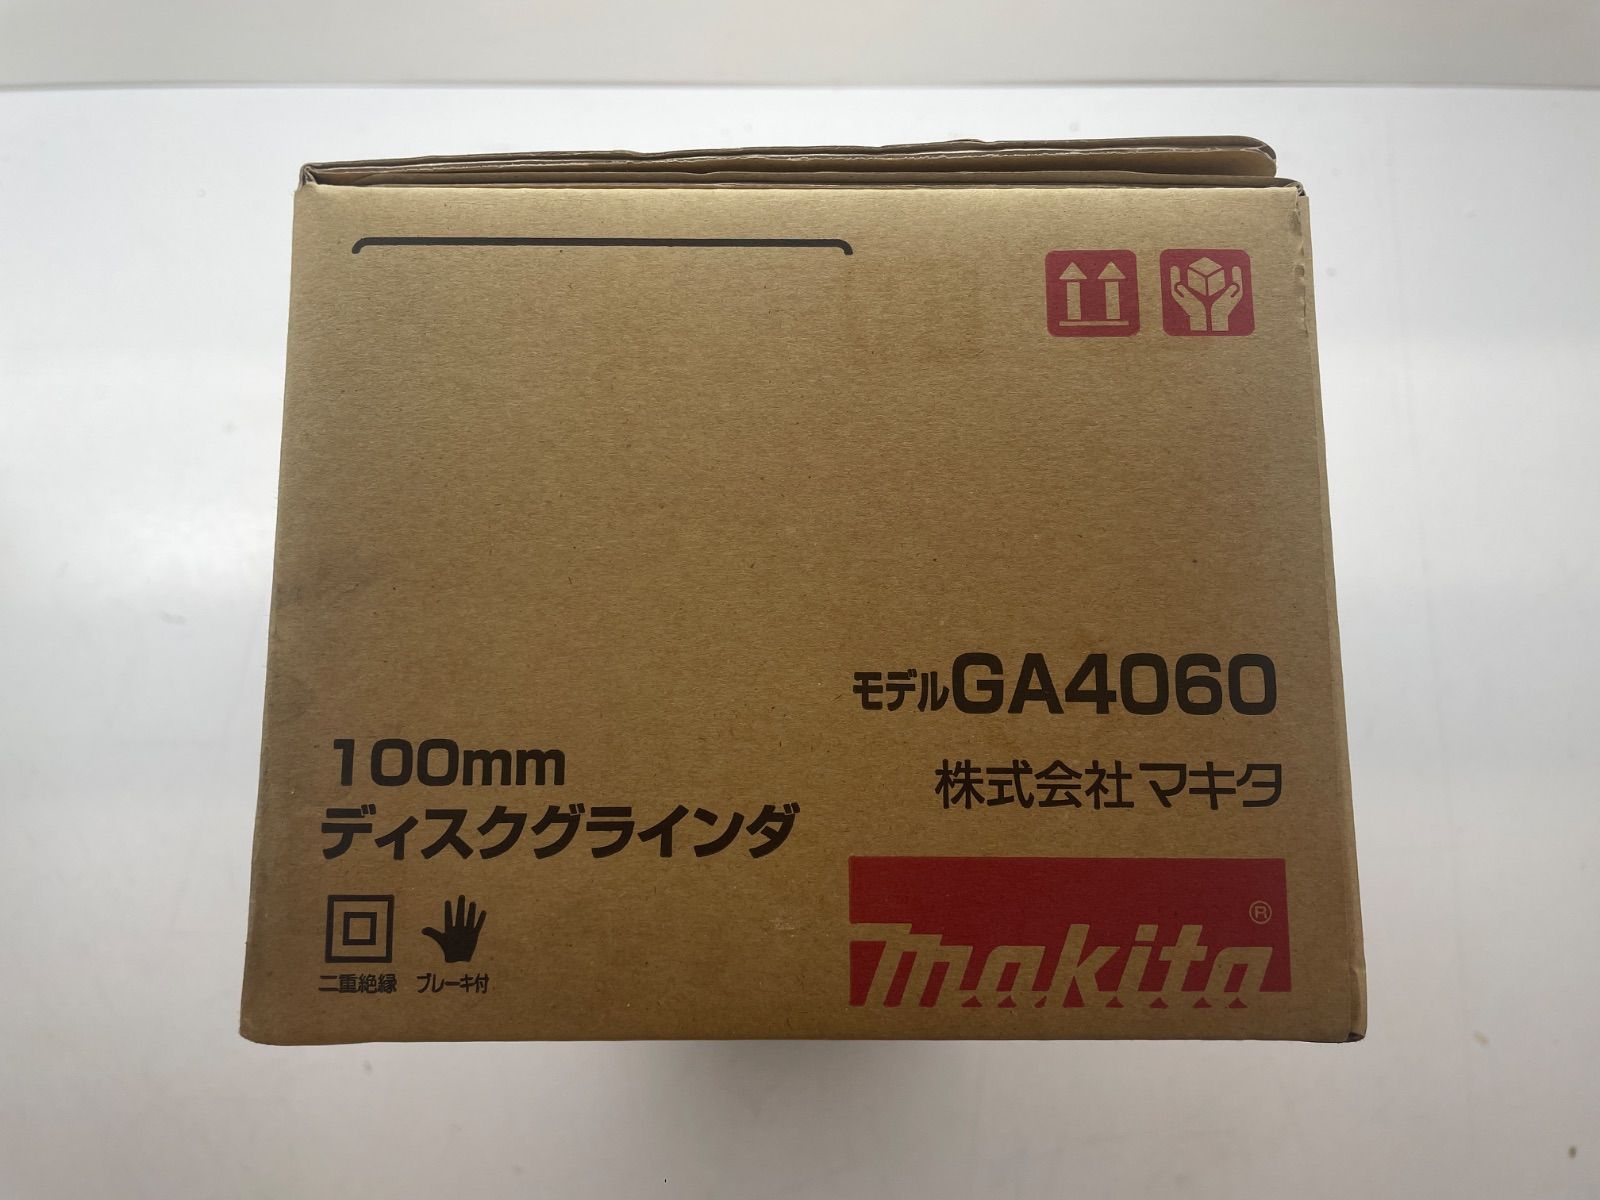 モデルGA4060
100mm
ディスクグラインダ
株式会社マキタ
二重絶縁 ブレーキ付
makita®